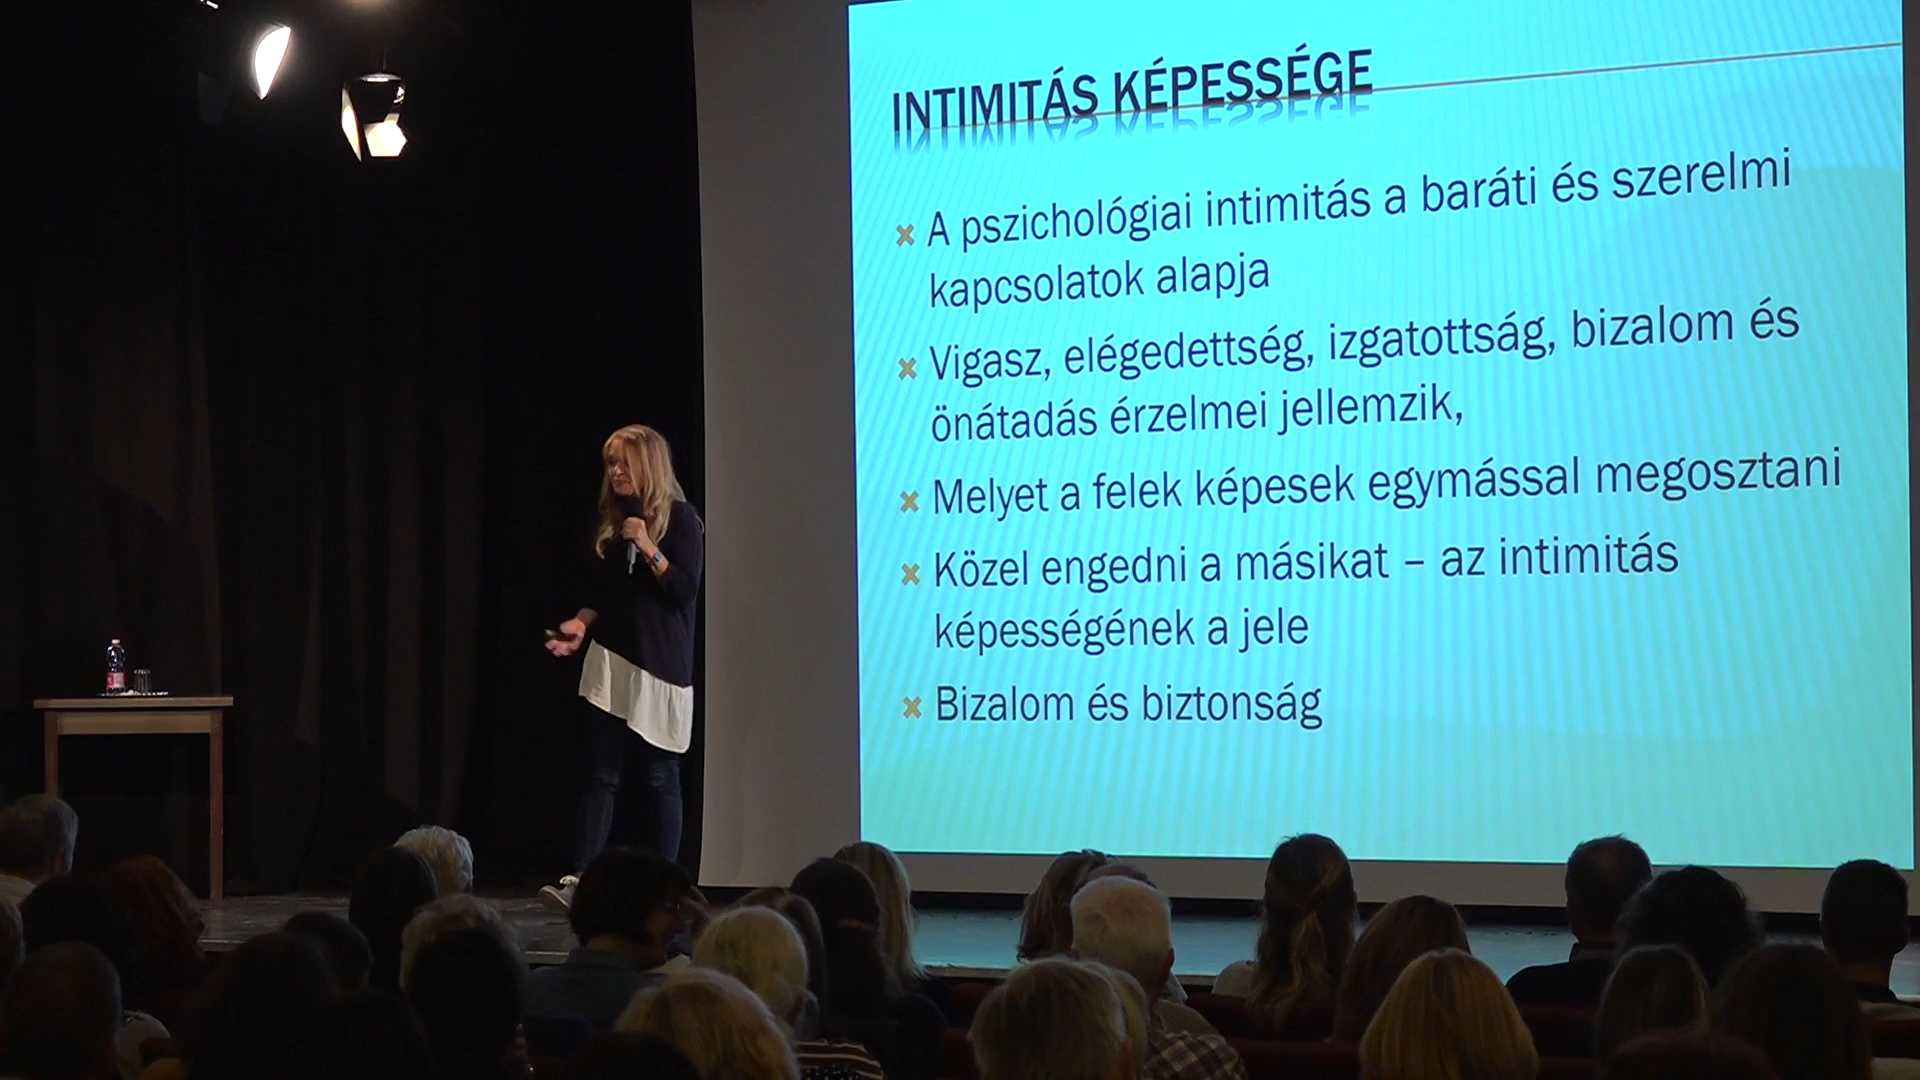 INTIMITÁS KÉPESSÉGE
A pszichológiai intimitás a baráti és szerelmi
kapcsolatok alapja
Vigasz, elégedettség, izgatottság, bizalom és
önátadás érzelmei jellemzik,
Melyet a felek képesek egymással megosztani
Közel engedni a másikat – az intimitás
képességének a jele
Bizalom és biztonság